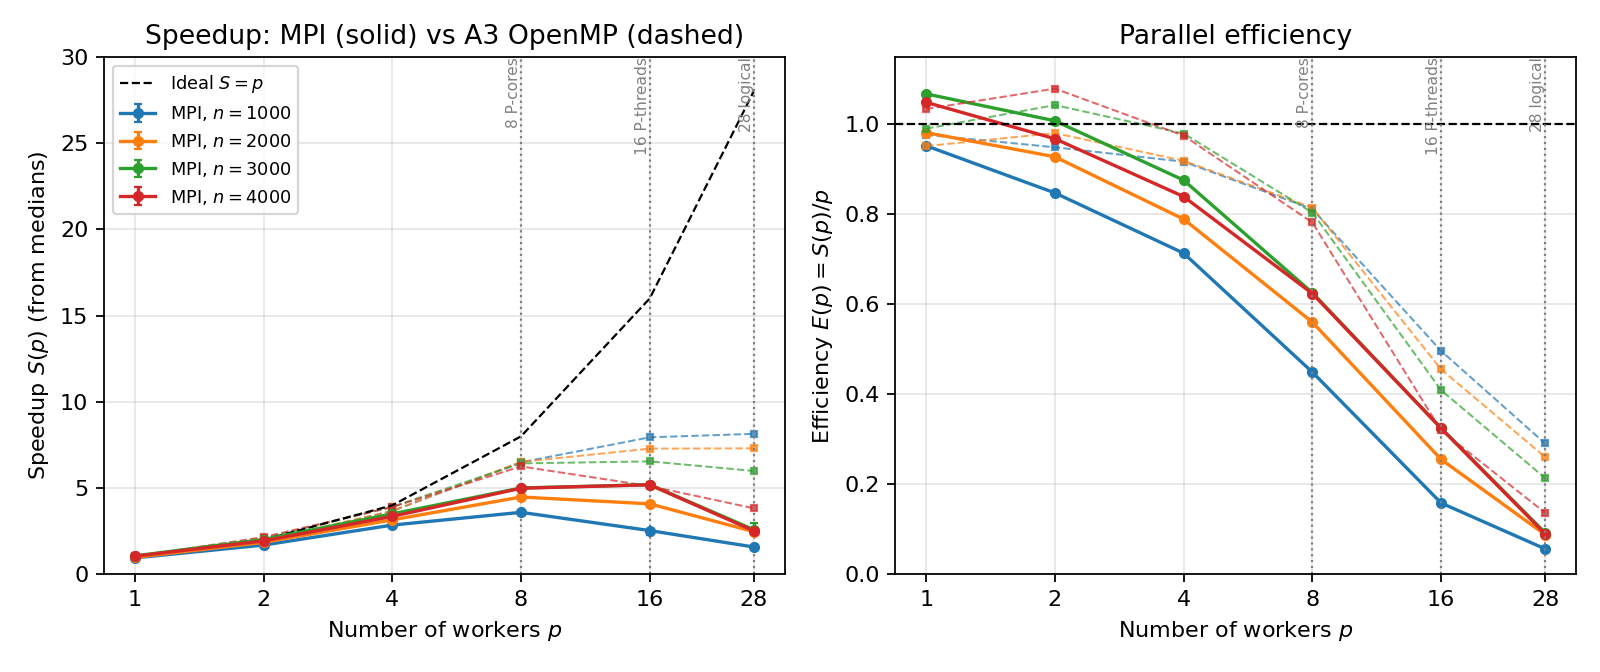 Speedup: MPI (solid) vs A3 OpenMP (dashed)
Speedup S(p) (from medians)
30
25
20
15
10
5
0
Ideal S = p
MPI, n = 1000
MPI, n = 2000
MPI, n = 3000
MPI, n = 4000
8 P-cores
16 P-threads
28 logical
1 2 4 8 16 28
Number of workers p
Parallel efficiency
Efficiency E(p) = S(p)/p
1.0
0.8
0.6
0.4
0.2
0.0
8 P-cores
16 P-threads
28 logical
1 2 4 8 16 28
Number of workers p